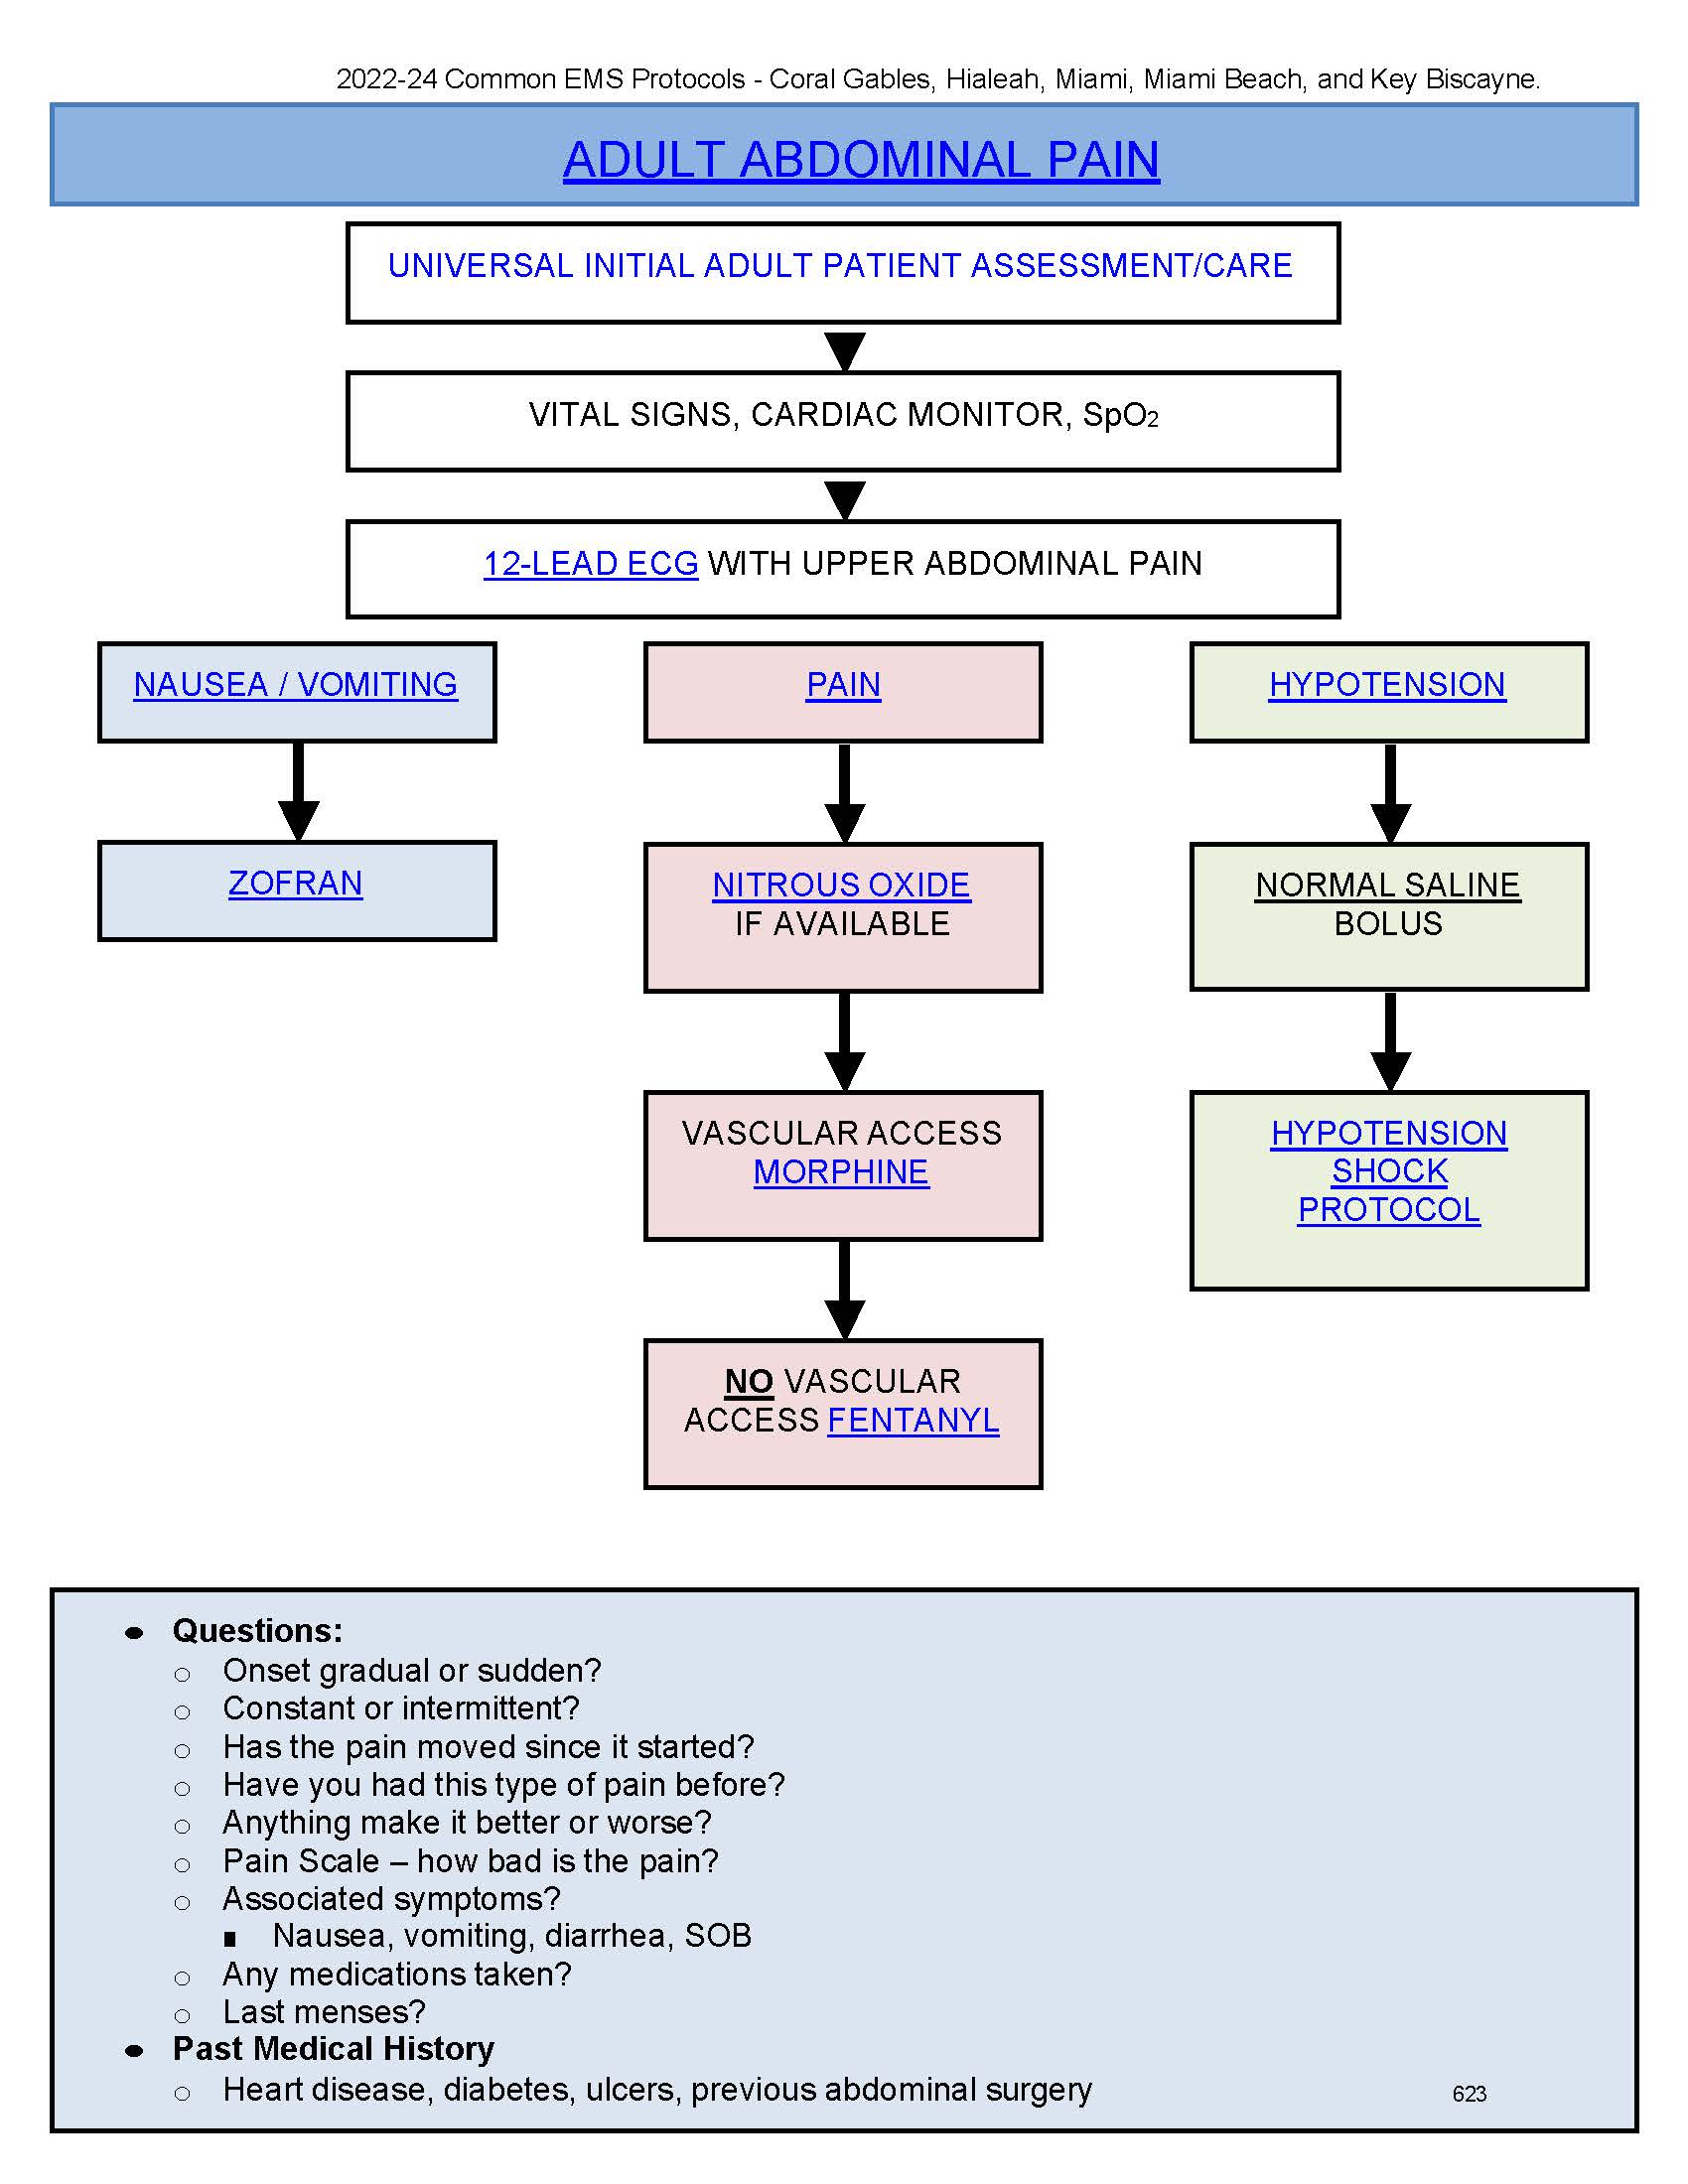 2022-24 Common EMS Protocols - Coral Gables, Hialeah, Miami, Miami Beach, and Key Biscayne.
ADULT ABDOMINAL PAIN
UNIVERSAL INITIAL ADULT PATIENT ASSESSMENT/CARE
VITAL SIGNS, CARDIAC MONITOR, SpO₂
12-LEAD ECG WITH UPPER ABDOMINAL PAIN
NAUSEA / VOMITING
ZOFRAN
PAIN
NITROUS OXIDE
IF AVAILABLE
VASCULAR ACCESS
MORPHINE
NO VASCULAR
ACCESS FENTANYL
HYPOTENSION
NORMAL SALINE
BOLUS
HYPOTENSION
SHOCK
PROTOCOL
● Questions:
○ Onset gradual or sudden?
○ Constant or intermittent?
○ Has the pain moved since it started?
○ Have you had this type of pain before?
○ Anything make it better or worse?
○ Pain Scale – how bad is the pain?
○ Associated symptoms?
■ Nausea, vomiting, diarrhea, SOB
○ Any medications taken?
○ Last menses?
● Past Medical History
○ Heart disease, diabetes, ulcers, previous abdominal surgery
623